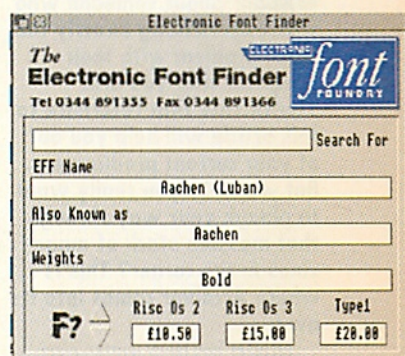 Electronic Font Finder
The
Electronic Font Finder
Tel 0344 891355 Fax 0344 891366
ELECTRONIC
font
FOUNDRY
Search For
EFF Name
Aachen (Luban)
Also Known as
Aachen
Weights
Bold
Risc Os 2 Risc Os 3 Type1
F? £10.50 £15.00 £20.00